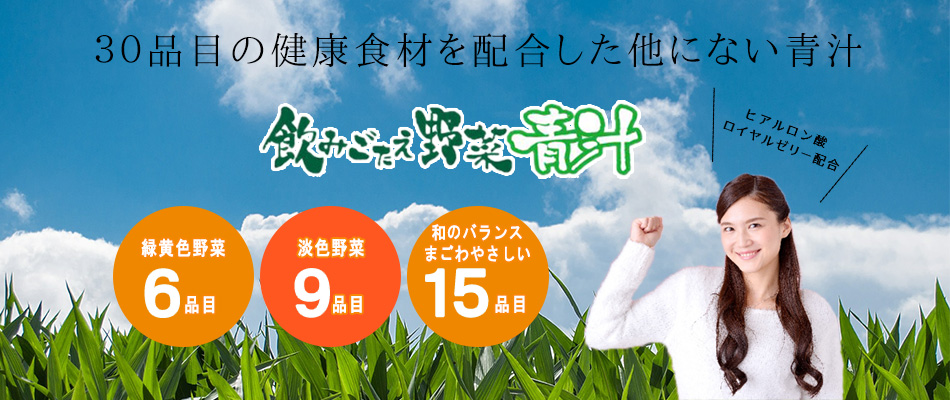 30品目の健康食材を配合した他にない青汁
飲みごたえ野菜青汁
ヒアルロン酸
ロイヤルゼリー配合
緑黄色野菜
6品目
淡色野菜
9品目
和のバランス
まごわやさしい
15品目